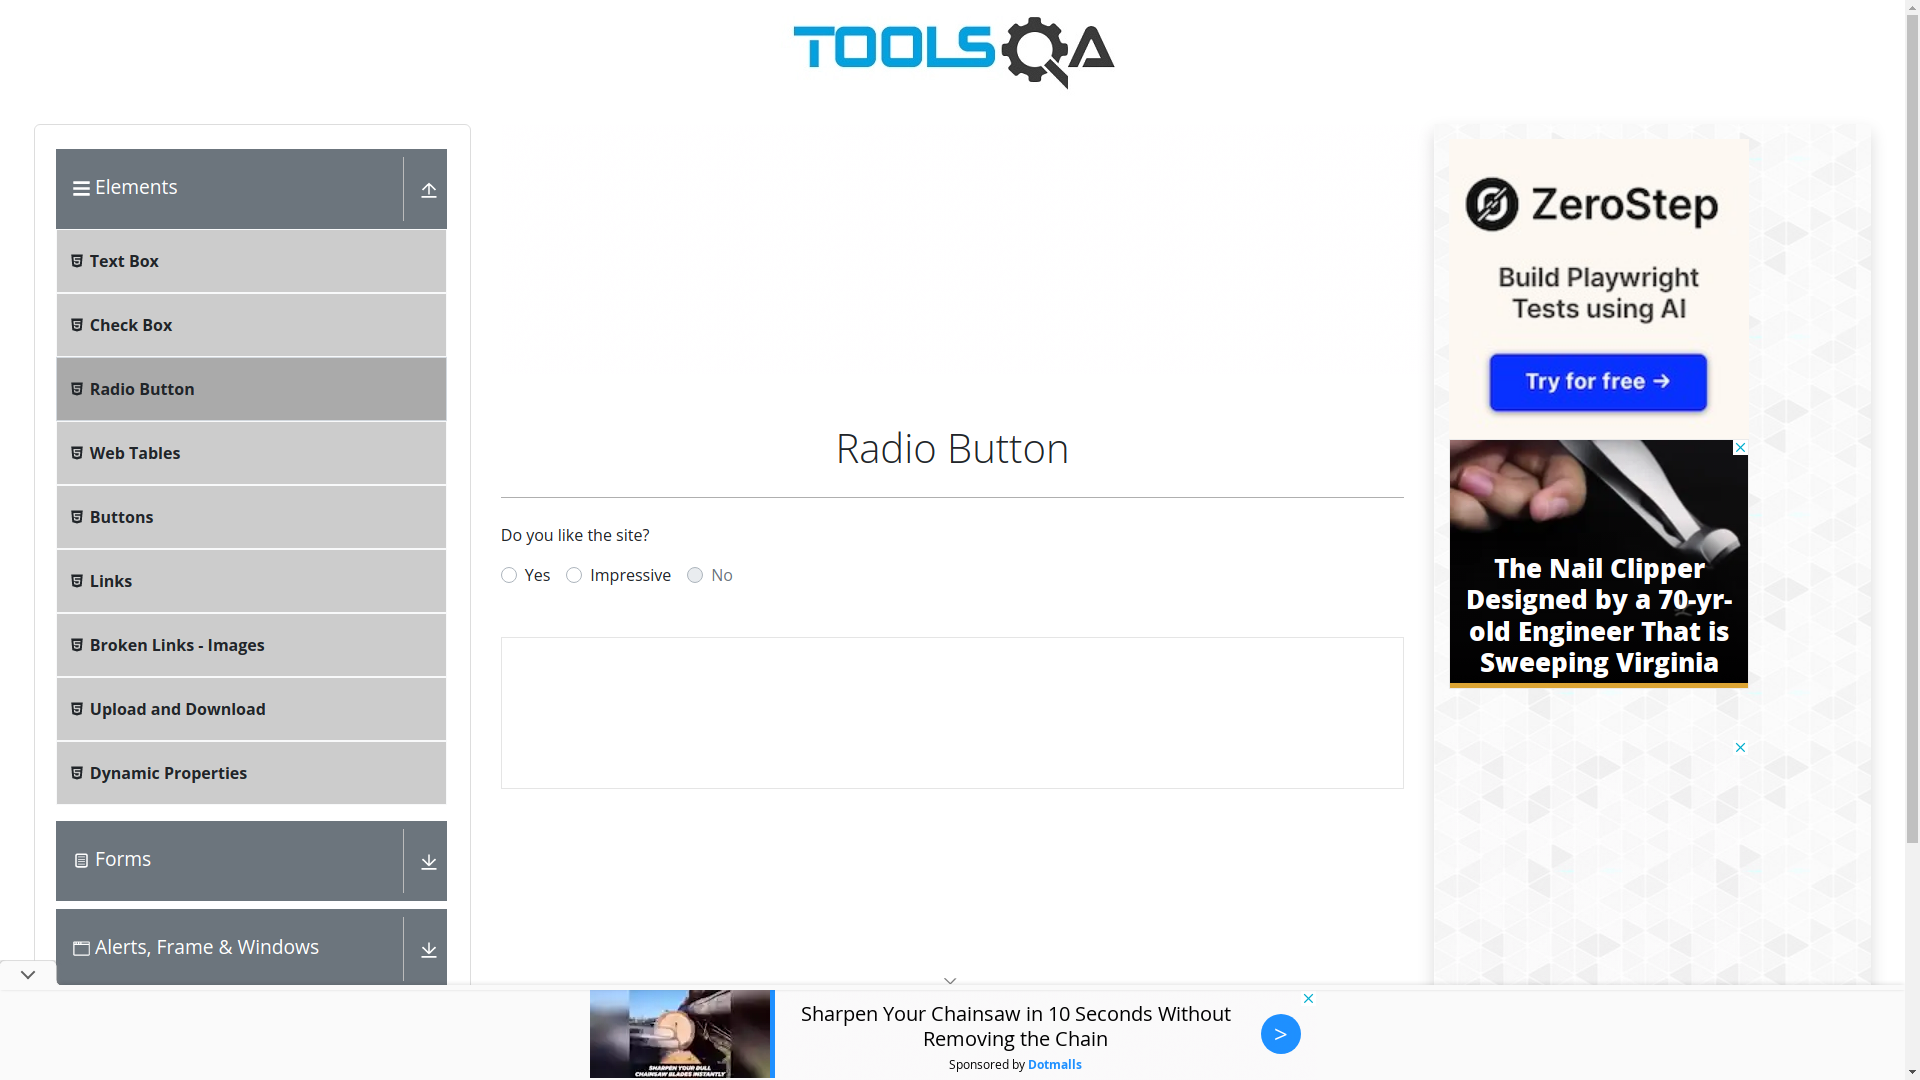 TOOLSQA
Elements
Text Box
Check Box
Radio Button
Web Tables
Buttons
Links
Broken Links - Images
Upload and Download
Dynamic Properties
Forms
Alerts, Frame & Windows
Radio Button
Do you like the site?
Yes
Impressive
No
ZeroStep
Build Playwright
Tests using AI
Try for free →
The Nail Clipper
Designed by a 70-yr-
old Engineer That is
Sweeping Virginia
SHARPEN YOUR DULL
CHAINSAW BLADES INSTANTLY
Sharpen Your Chainsaw in 10 Seconds Without
Removing the Chain
Sponsored by Dotmalls
>